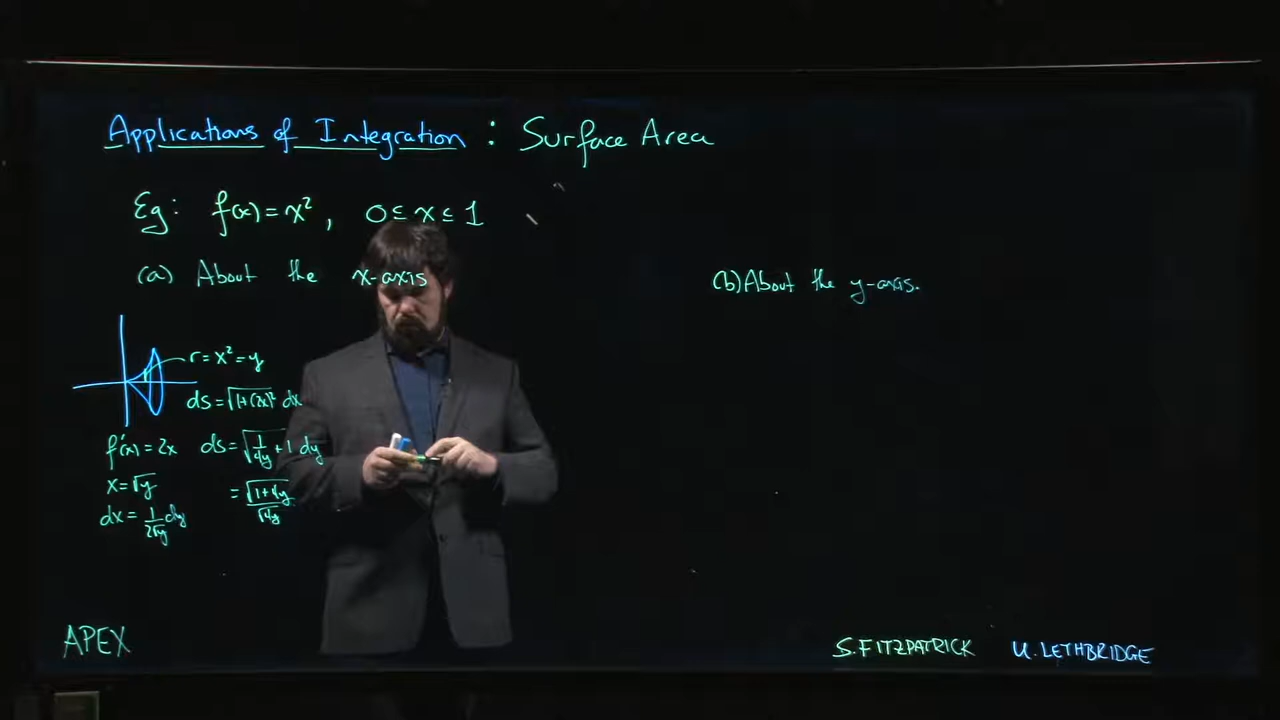 Applications of Integration : Surface Area
Eg: f(x) = x², 0 ≤ x ≤ 1
(a) About the x-axis
(b) About the y-axis.
r = x² = y
ds = √(1+(2x)²) dx
f'(x) = 2x
ds = √(1/4y + 1) dy
x = √y
= √(1+4y)/√4y
dx = 1/(2√y) dy
APEX
S. FITZPATRICK U. LETHBRIDGE